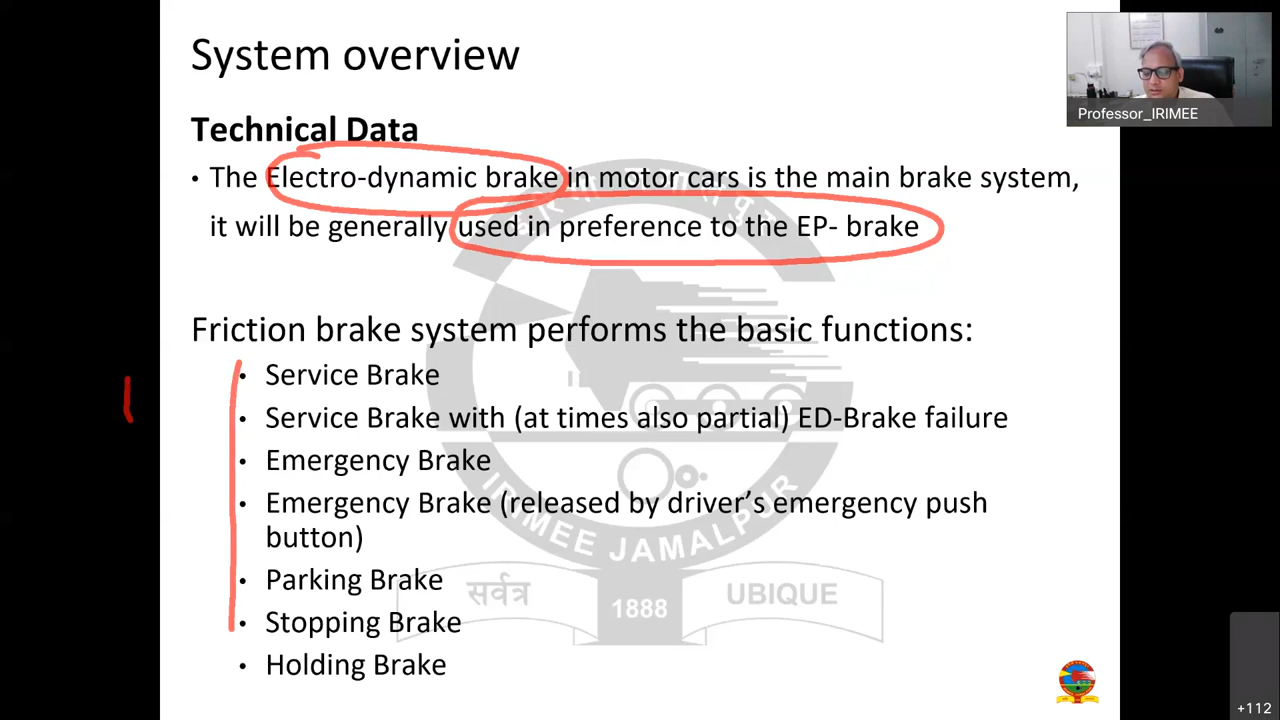 System overview
Professor_IRIMEE
Technical Data
• The Electro-dynamic brake in motor cars is the main brake system,
it will be generally used in preference to the EP- brake
Friction brake system performs the basic functions:
• Service Brake
• Service Brake with (at times also partial) ED-Brake failure
• Emergency Brake
• Emergency Brake (released by driver’s emergency push
button)
• Parking Brake
• Stopping Brake
• Holding Brake
IRIMEE JAMALPUR
सर्वत्र 1888 UBIQUE
+112